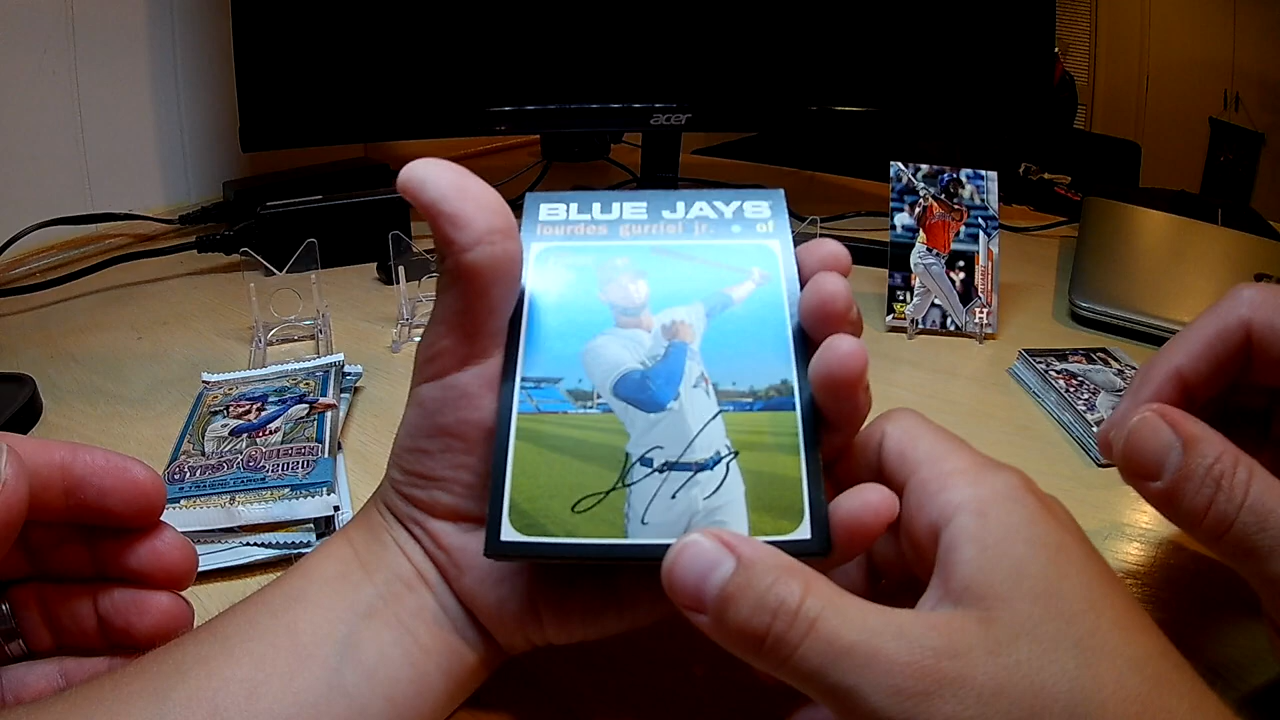 acer
BLUE JAYS
lourdes gurriel jr. • of
GYPSY QUEEN
2020
H